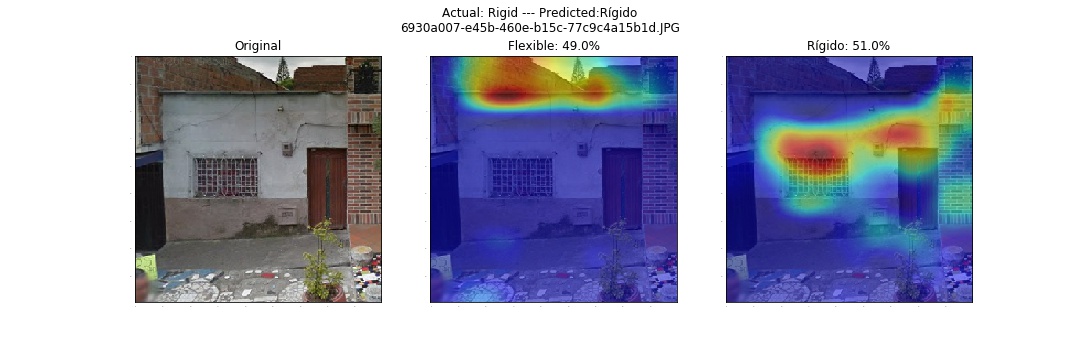 Actual: Rigid --- Predicted:Rígido
6930a007-e45b-460e-b15c-77c9c4a15b1d.JPG
Original
Flexible: 49.0%
Rígido: 51.0%